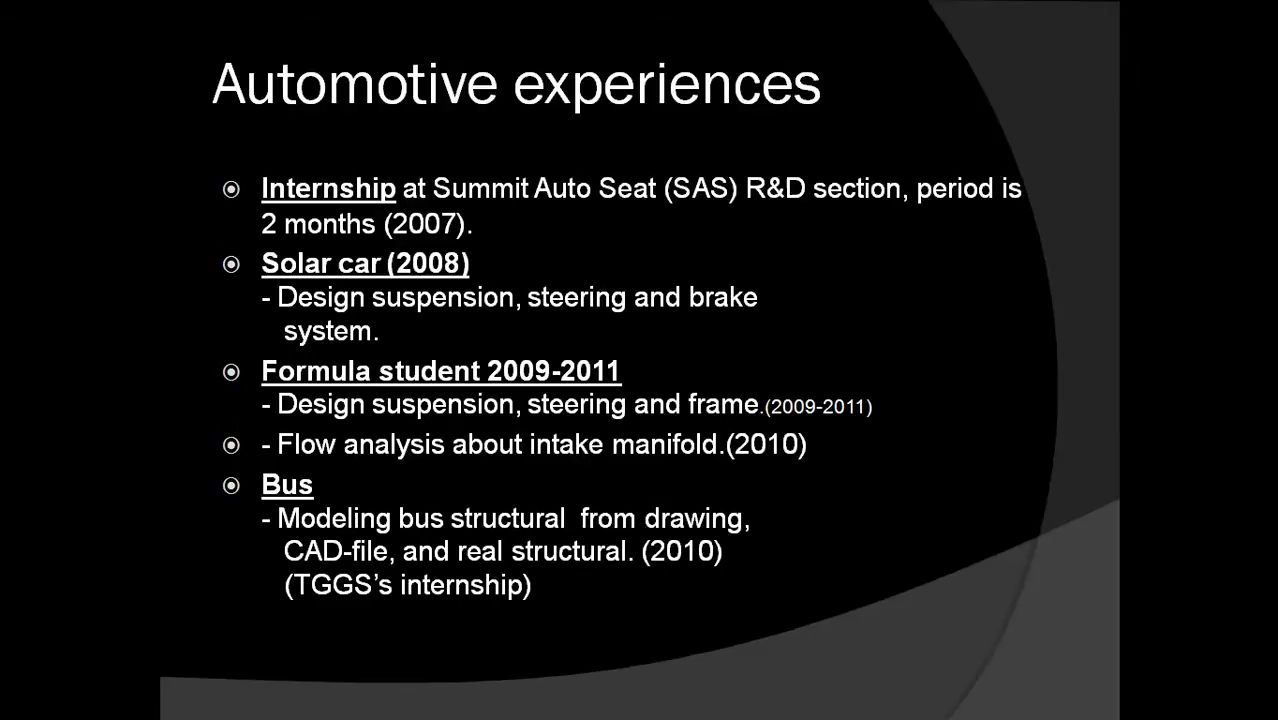 Automotive experiences
Internship at Summit Auto Seat (SAS) R&D section, period is
2 months (2007).
Solar car (2008)
- Design suspension, steering and brake
system.
Formula student 2009-2011
- Design suspension, steering and frame.(2009-2011)
- Flow analysis about intake manifold.(2010)
Bus
- Modeling bus structural  from drawing,
CAD-file, and real structural. (2010)
(TGGS’s internship)